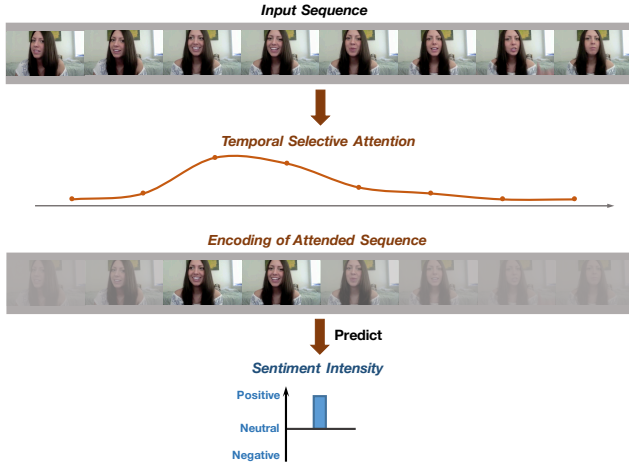 Input Sequence
Temporal Selective Attention
Encoding of Attended Sequence
Predict
Sentiment Intensity
Positive
Neutral
Negative